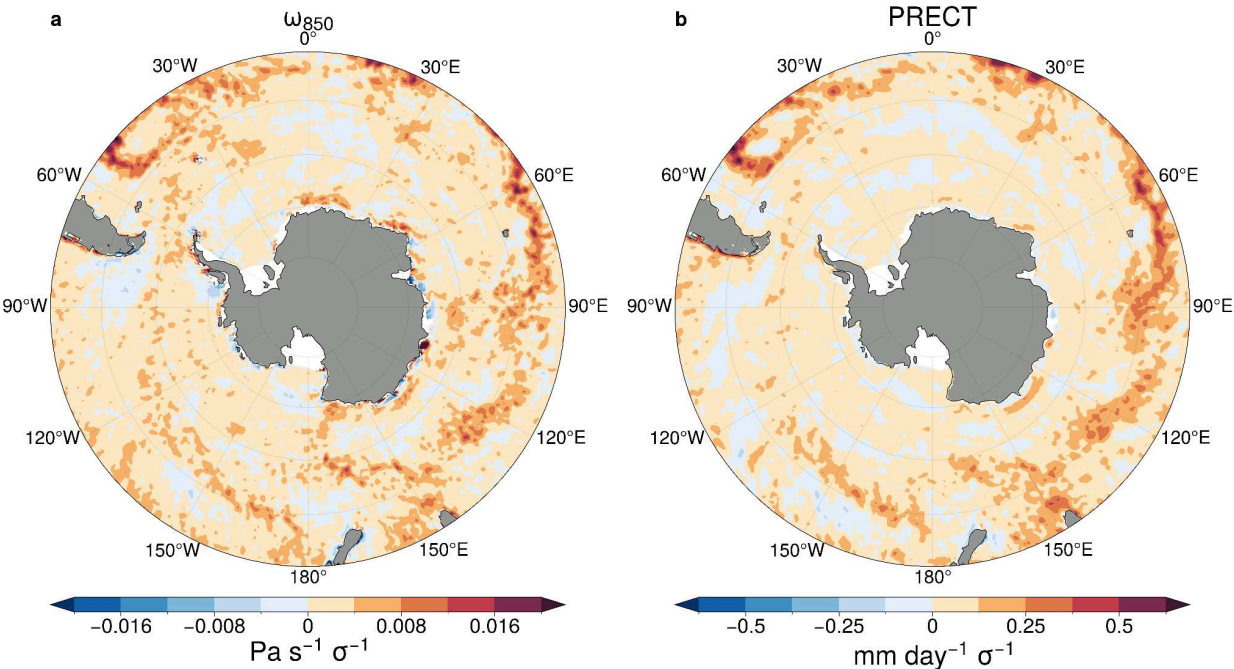 a
ω850
b
PRECT
0°
30°W
30°E
60°W
60°E
90°W
90°E
120°W
120°E
150°W
150°E
180°
0°
30°W
30°E
60°W
60°E
90°W
90°E
120°W
120°E
150°W
150°E
180°
−0.016 −0.008 0 0.008 0.016
Pa s⁻¹ σ⁻¹
−0.5 −0.25 0 0.25 0.5
mm day⁻¹ σ⁻¹